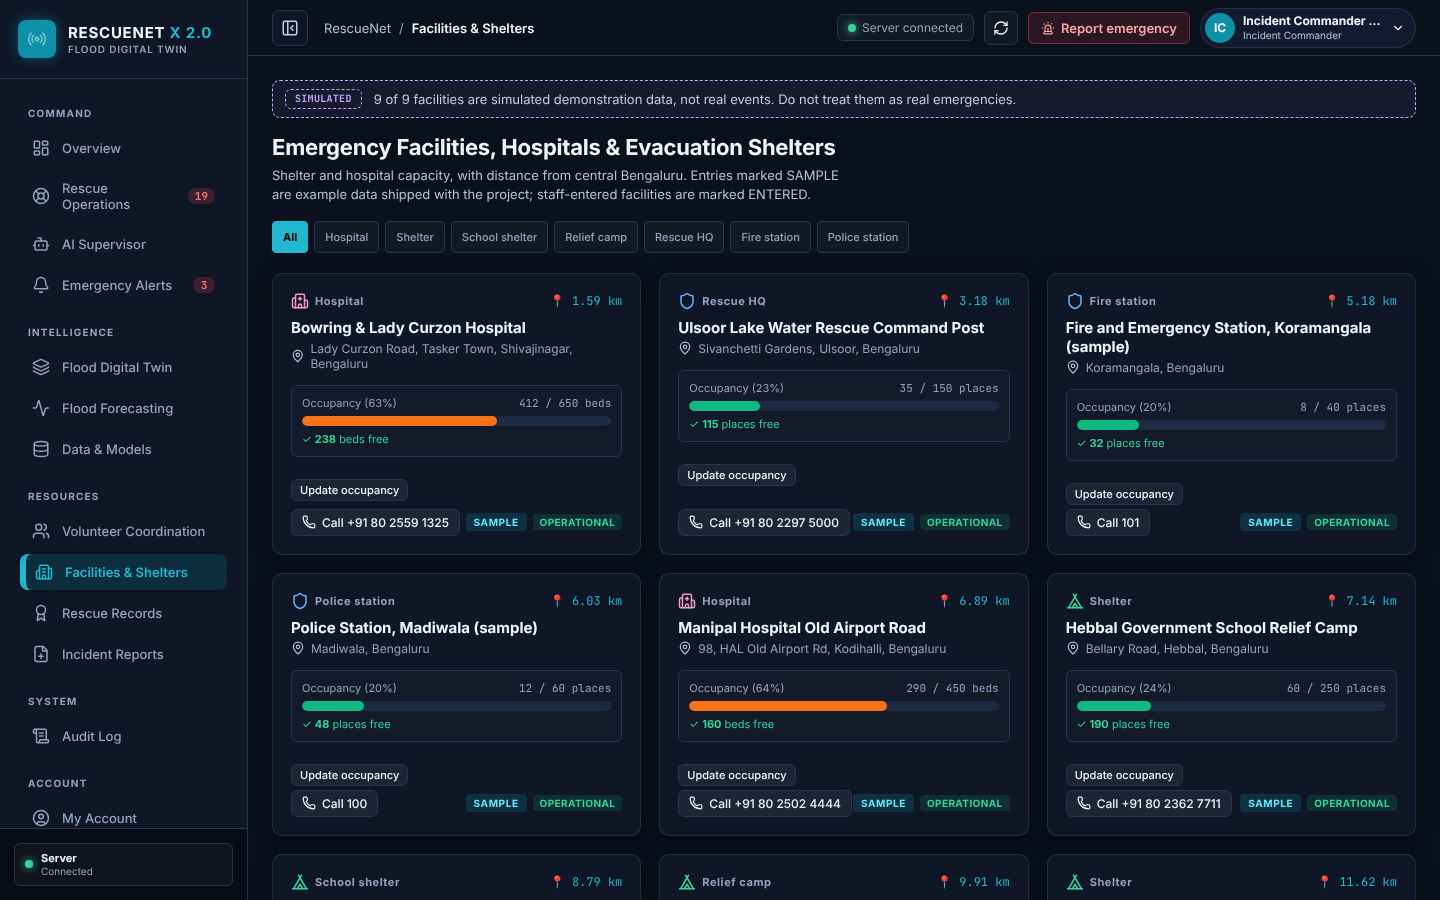 RESCUENET X 2.0
FLOOD DIGITAL TWIN
COMMAND
Overview
Rescue
Operations
19
AI Supervisor
Emergency Alerts
3
INTELLIGENCE
Flood Digital Twin
Flood Forecasting
Data & Models
RESOURCES
Volunteer Coordination
Facilities & Shelters
Rescue Records
Incident Reports
SYSTEM
Audit Log
ACCOUNT
My Account
Server
Connected
RescueNet / Facilities & Shelters
Server connected
Report emergency
IC
Incident Commander ...
Incident Commander
SIMULATED
9 of 9 facilities are simulated demonstration data, not real events. Do not treat them as real emergencies.
Emergency Facilities, Hospitals & Evacuation Shelters
Shelter and hospital capacity, with distance from central Bengaluru. Entries marked SAMPLE
are example data shipped with the project; staff-entered facilities are marked ENTERED.
All
Hospital
Shelter
School shelter
Relief camp
Rescue HQ
Fire station
Police station
Hospital
1.59 km
Bowring & Lady Curzon Hospital
Lady Curzon Road, Tasker Town, Shivajinagar,
Bengaluru
Occupancy (63%)
412 / 650 beds
✓ 238 beds free
Update occupancy
Call +91 80 2559 1325
SAMPLE
OPERATIONAL
Rescue HQ
3.18 km
Ulsoor Lake Water Rescue Command Post
Sivanchetti Gardens, Ulsoor, Bengaluru
Occupancy (23%)
35 / 150 places
✓ 115 places free
Update occupancy
Call +91 80 2297 5000
SAMPLE
OPERATIONAL
Fire station
5.18 km
Fire and Emergency Station, Koramangala
(sample)
Koramangala, Bengaluru
Occupancy (20%)
8 / 40 places
✓ 32 places free
Update occupancy
Call 101
SAMPLE
OPERATIONAL
Police station
6.03 km
Police Station, Madiwala (sample)
Madiwala, Bengaluru
Occupancy (20%)
12 / 60 places
✓ 48 places free
Update occupancy
Call 100
SAMPLE
OPERATIONAL
Hospital
6.89 km
Manipal Hospital Old Airport Road
98, HAL Old Airport Rd, Kodihalli, Bengaluru
Occupancy (64%)
290 / 450 beds
✓ 160 beds free
Update occupancy
Call +91 80 2502 4444
SAMPLE
OPERATIONAL
Shelter
7.14 km
Hebbal Government School Relief Camp
Bellary Road, Hebbal, Bengaluru
Occupancy (24%)
60 / 250 places
✓ 190 places free
Update occupancy
Call +91 80 2362 7711
SAMPLE
OPERATIONAL
School shelter
8.79 km
Relief camp
9.91 km
Shelter
11.62 km